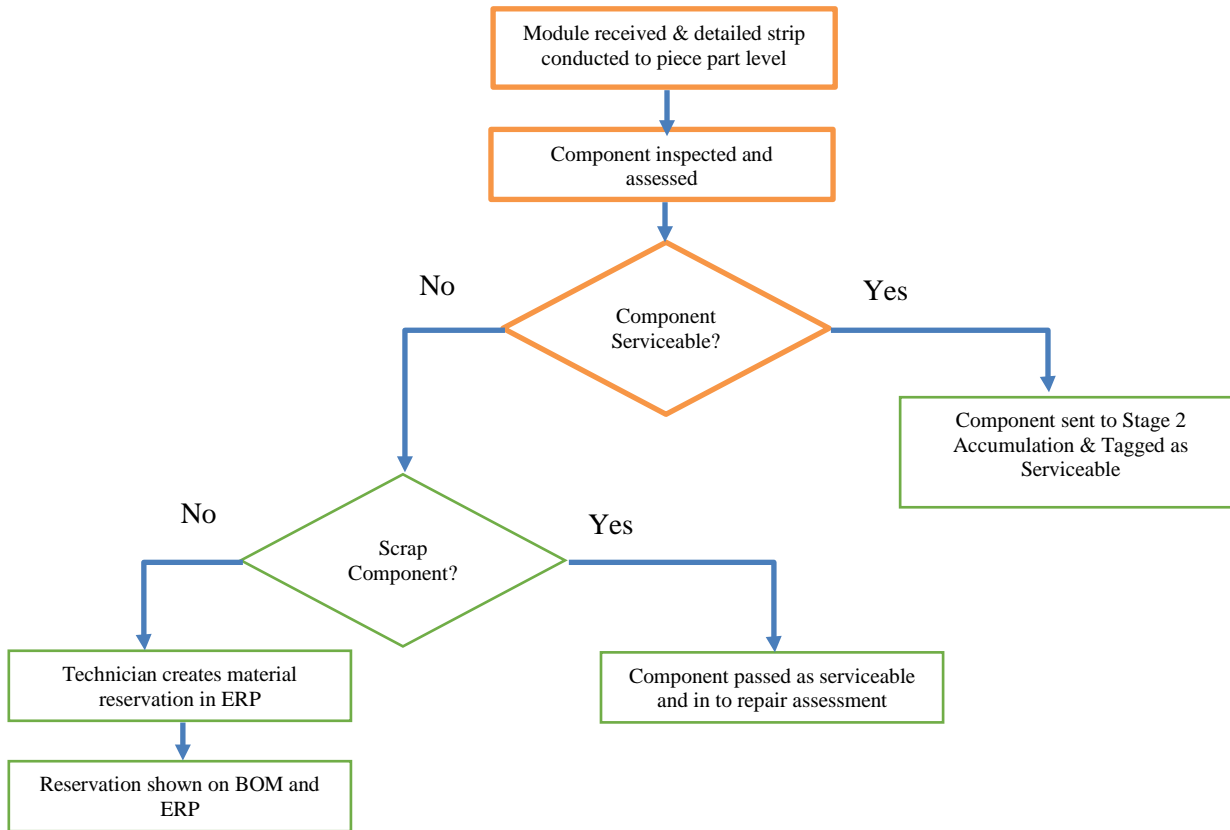 Module received & detailed strip
conducted to piece part level
Component inspected and
assessed
No
Yes
Component
Serviceable?
Component sent to Stage 2
Accumulation & Tagged as
Serviceable
No
Yes
Scrap
Component?
Technician creates material
reservation in ERP
Component passed as serviceable
and in to repair assessment
Reservation shown on BOM and
ERP